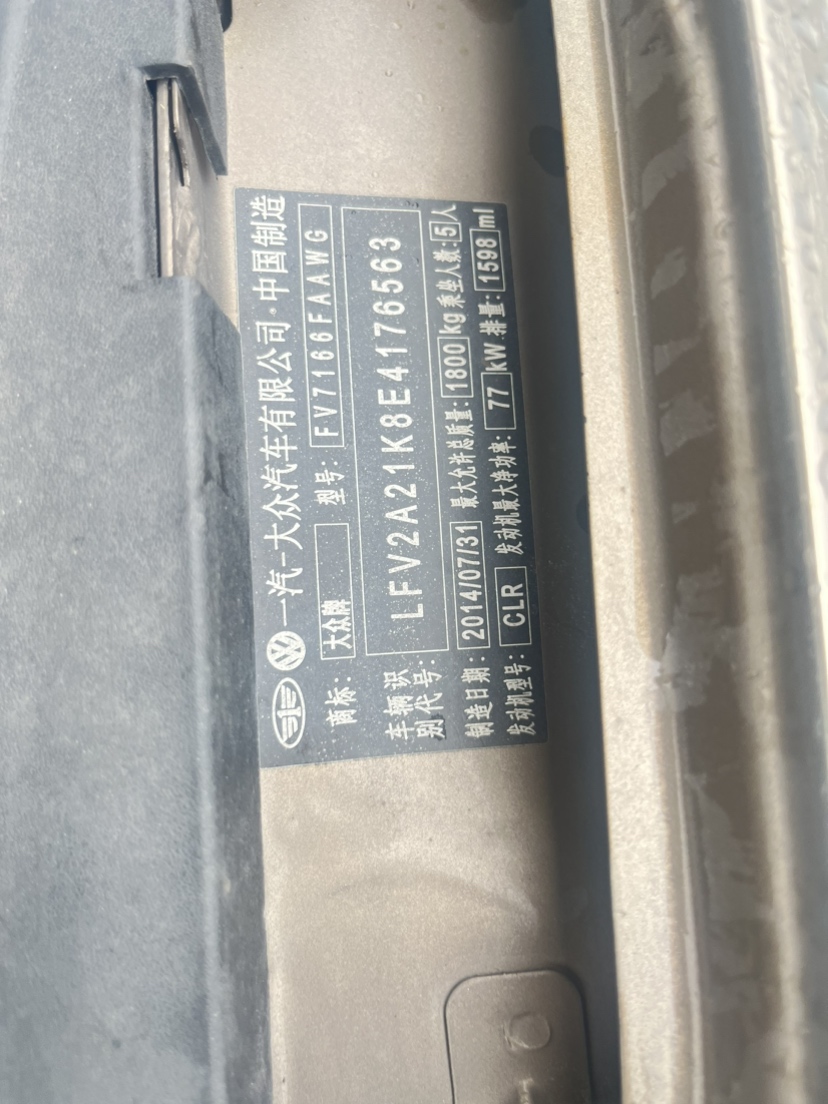 一汽-大众汽车有限公司·中国制造
商标: 大众牌 型号: FV7166FAAWG
车辆识别代号: LFV2A21K8E4176563
制造日期: 2014/07/31 最大允许总质量: 1800 kg 乘坐人数: 5 人
发动机型号: CLR 发动机最大净功率: 77 kW 排量: 1598 ml